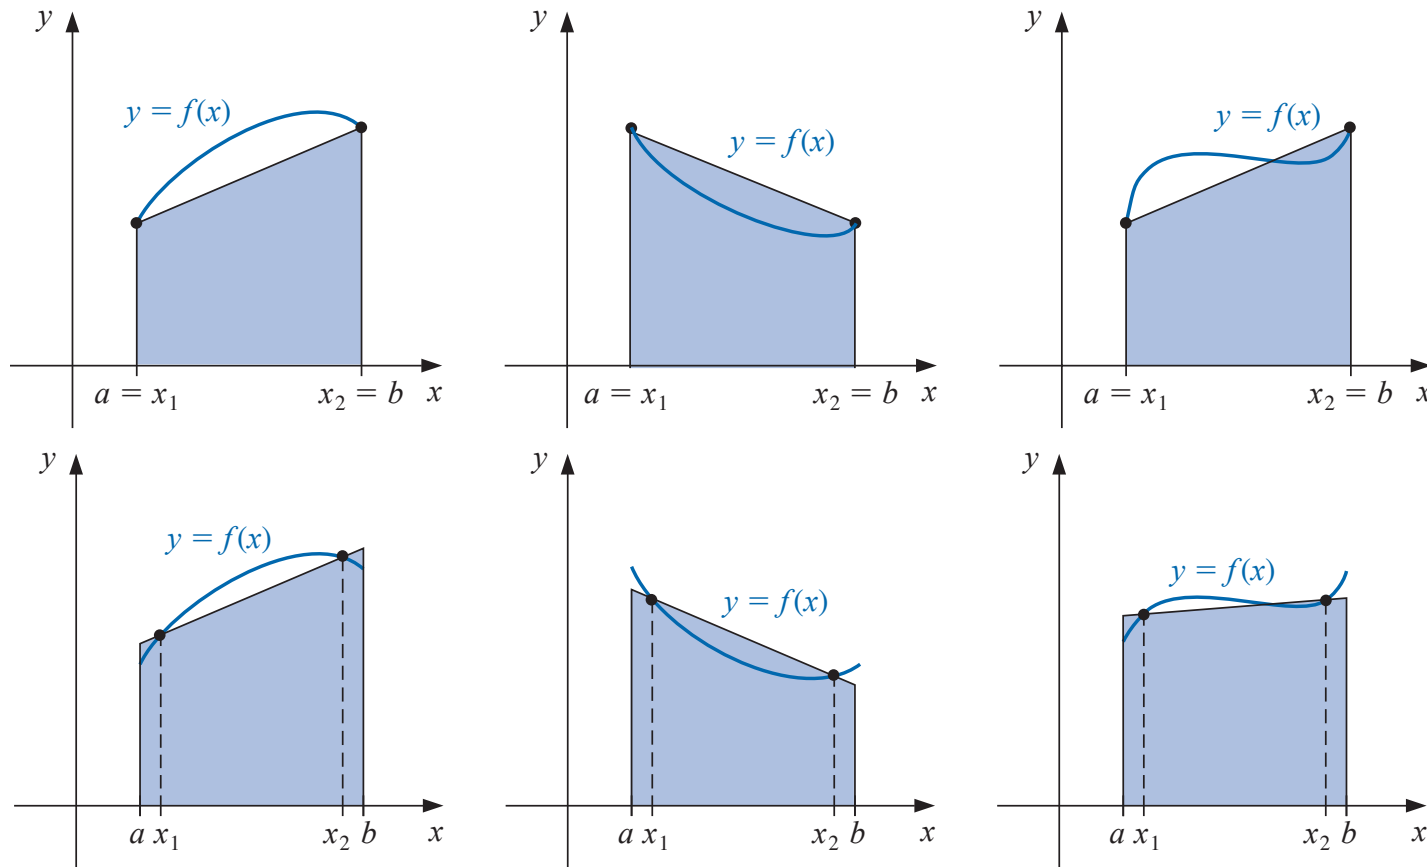 y y y
y = f(x) y = f(x) y = f(x)
a = x₁ x₂ = b x a = x₁ x₂ = b x a = x₁ x₂ = b x
y y y
y = f(x) y = f(x) y = f(x)
a x₁ x₂ b x a x₁ x₂ b x a x₁ x₂ b x